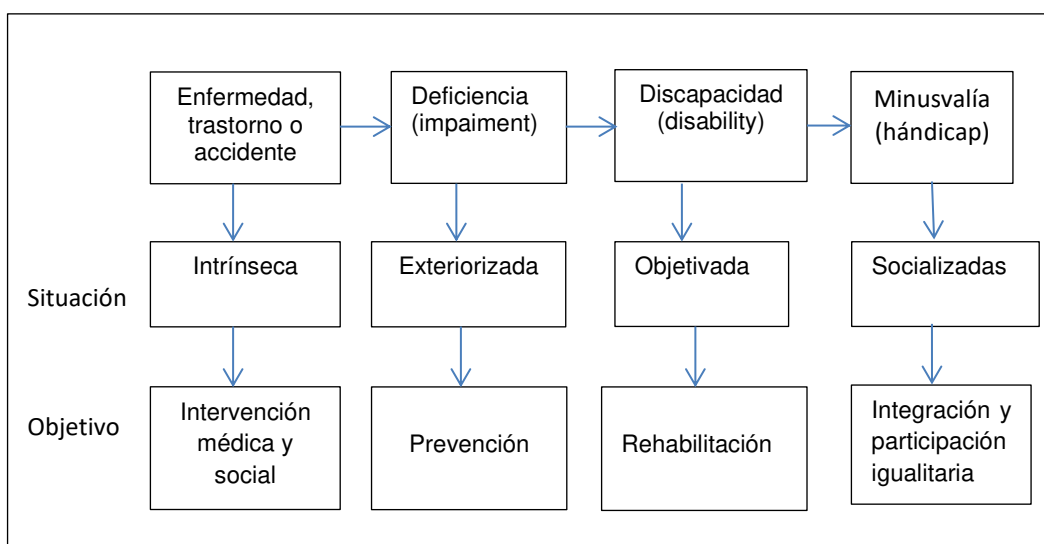 Enfermedad,
trastorno o
accidente
Deficiencia
(impaiment)
Discapacidad
(disability)
Minusvalía
(hándicap)
Situación
Intrínseca
Exteriorizada
Objetivada
Socializadas
Objetivo
Intervención
médica y
social
Prevención
Rehabilitación
Integración y
participación
igualitaria